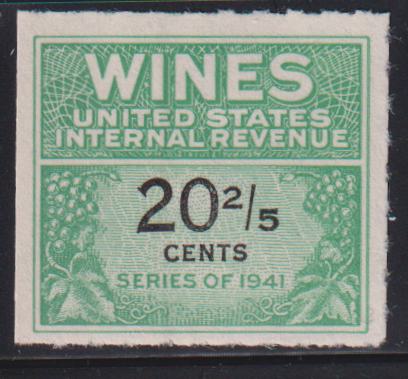 WINES
UNITED STATES
INTERNAL REVENUE
20 2/5
CENTS
SERIES OF 1941